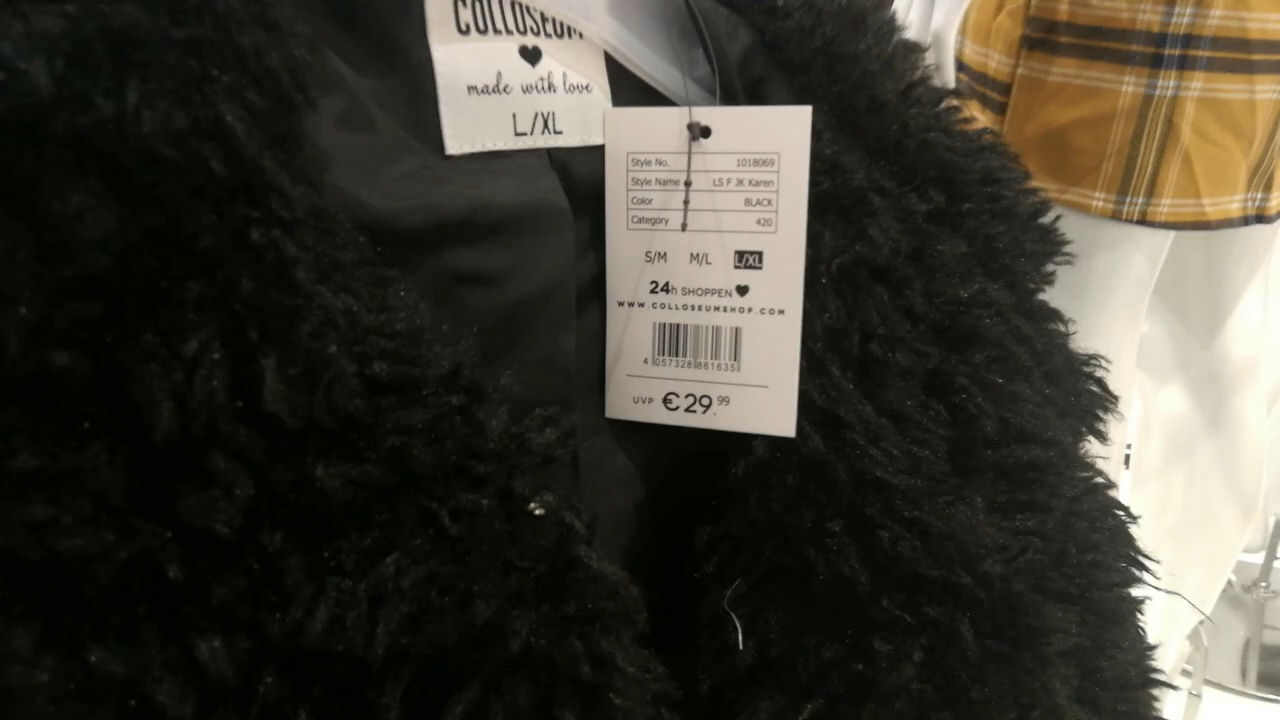 COLLOSEUM
made with love
L/XL
Style No. 1018069
Style Name LS F JK Karen
Color BLACK
Category 420
S/M M/L L/XL
24h SHOPPEN
WWW.COLLOSEUMSHOP.COM
4 057328 861635
UVP €29.99